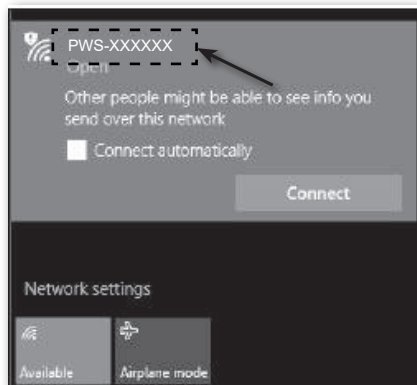 PWS-XXXXXX
Open
Other people might be able to see info you
send over this network
Connect automatically
Connect
Network settings
Available
Airplane mode